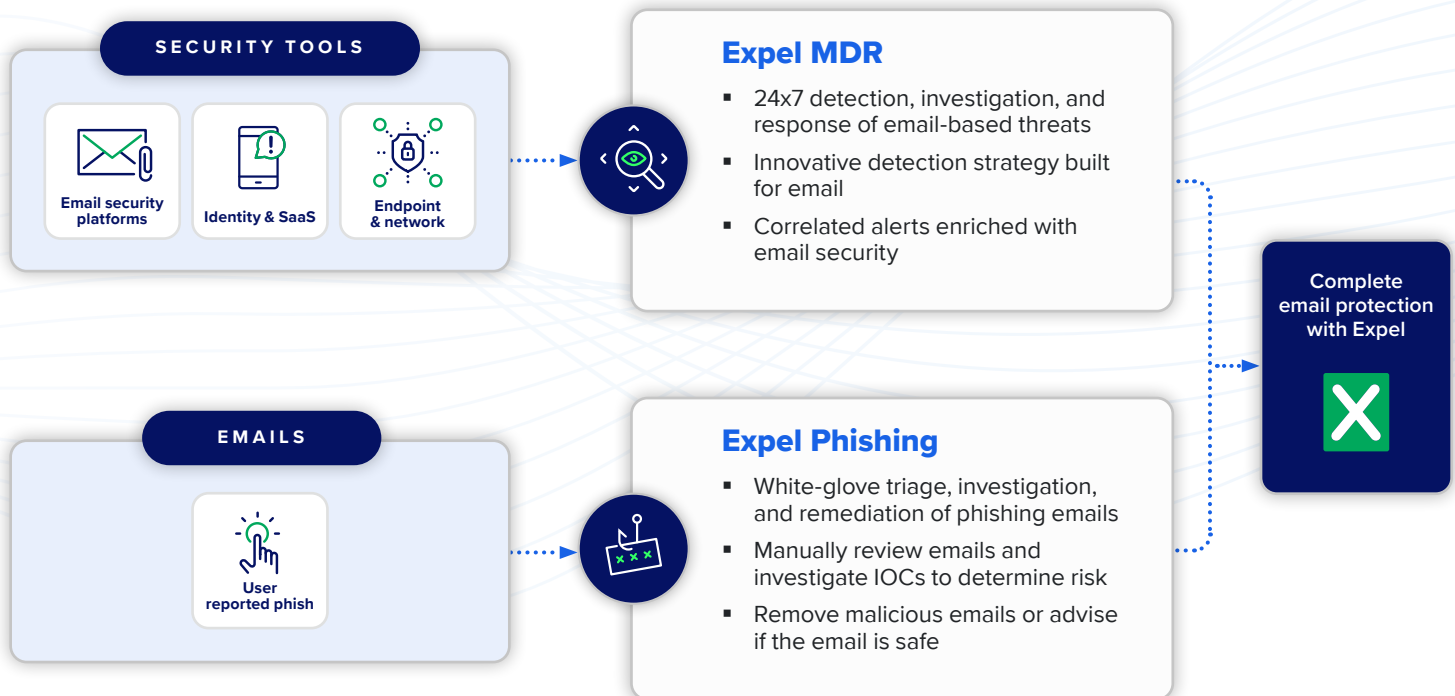 SECURITY TOOLS
Email security
platforms
Identity & SaaS
Endpoint
& network
Expel MDR
▪ 24x7 detection, investigation, and
response of email-based threats
▪ Innovative detection strategy built
for email
▪ Correlated alerts enriched with
email security
EMAILS
User
reported phish
Expel Phishing
▪ White-glove triage, investigation,
and remediation of phishing emails
▪ Manually review emails and
investigate IOCs to determine risk
▪ Remove malicious emails or advise
if the email is safe
Complete
email protection
with Expel
X